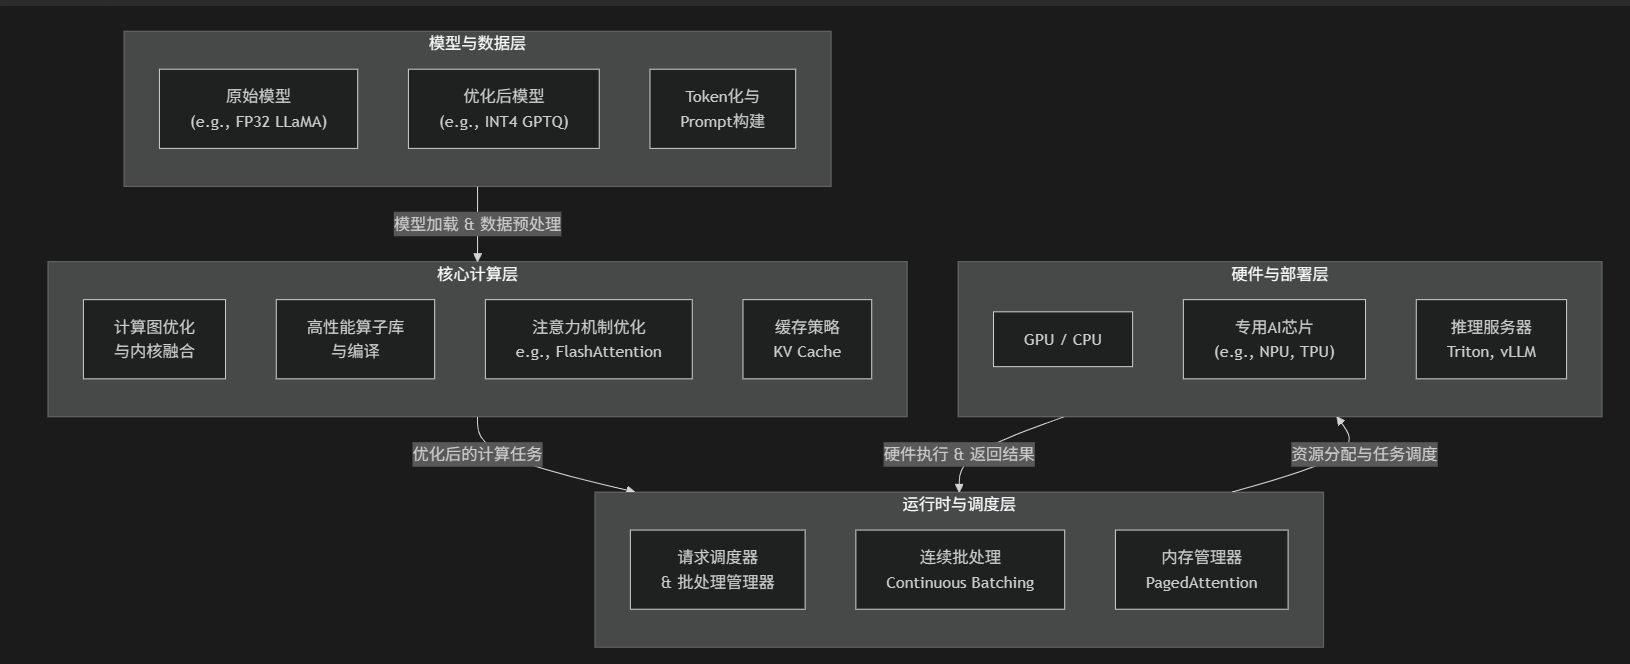 模型与数据层
原始模型
(e.g., FP32 LLaMA)
优化后模型
(e.g., INT4 GPTQ)
Token化与
Prompt构建
模型加载 & 数据预处理
核心计算层
计算图优化
与内核融合
高性能算子库
与编译
注意力机制优化
e.g., FlashAttention
缓存策略
KV Cache
硬件与部署层
GPU / CPU
专用AI芯片
(e.g., NPU, TPU)
推理服务器
Triton, vLLM
优化后的计算任务
硬件执行 & 返回结果
资源分配与任务调度
运行时与调度层
请求调度器
& 批处理管理器
连续批处理
Continuous Batching
内存管理器
PagedAttention